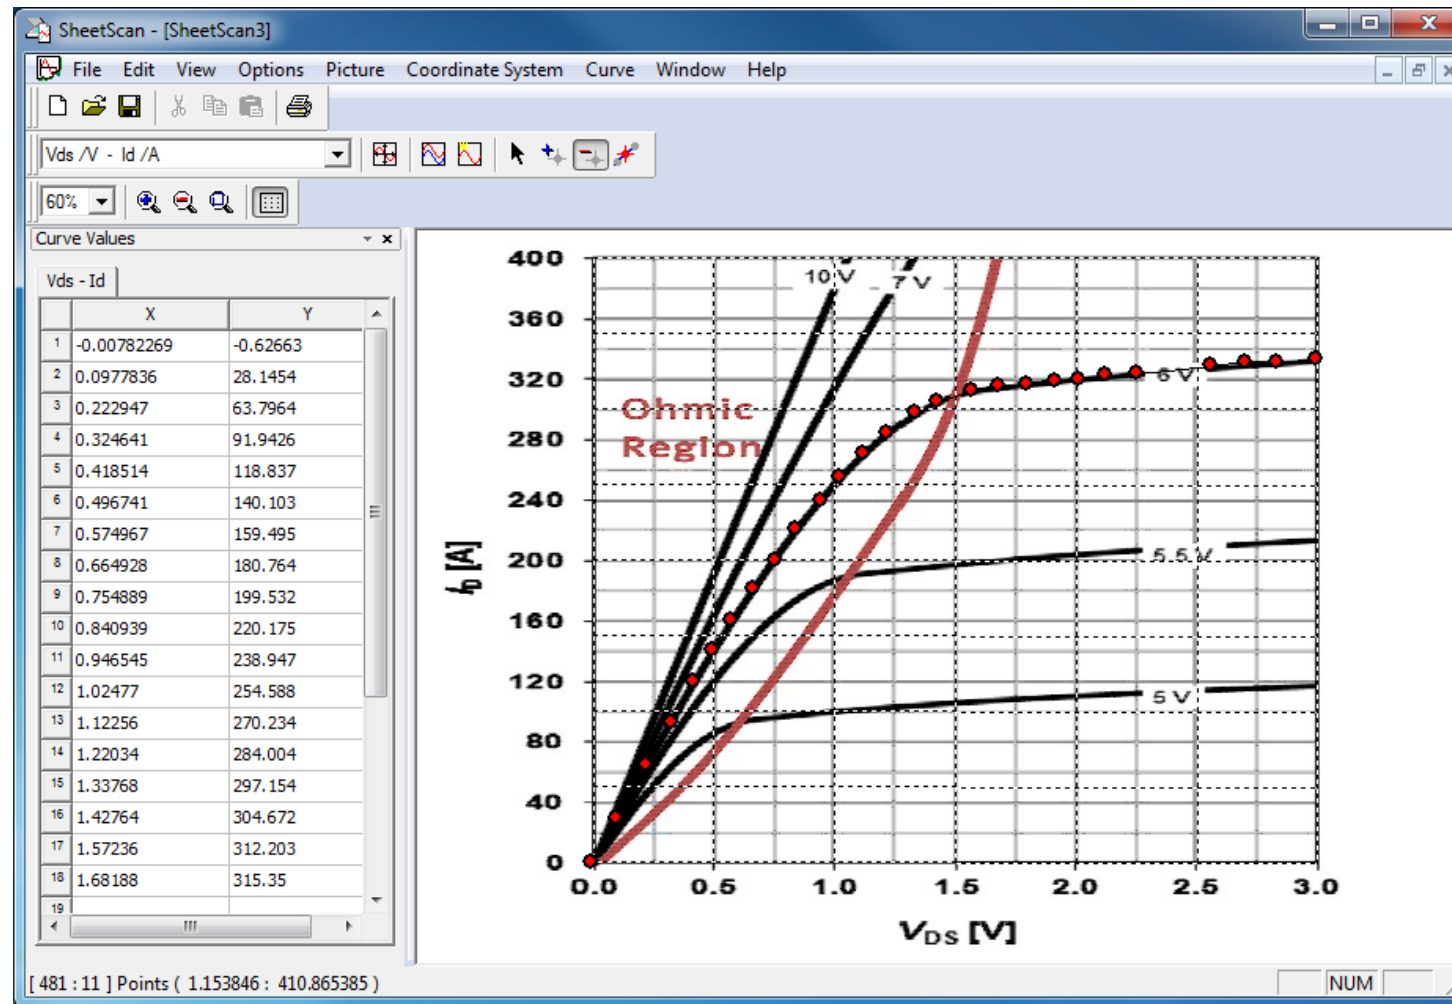 SheetScan - [SheetScan3]
File Edit View Options Picture Coordinate System Curve Window Help
Vds /V - Id /A
60%
Curve Values
Vds - Id
X Y
1 -0.00782269 -0.62663
2 0.0977836 28.1454
3 0.222947 63.7964
4 0.324641 91.9426
5 0.418514 118.837
6 0.496741 140.103
7 0.574967 159.495
8 0.664928 180.764
9 0.754889 199.532
10 0.840939 220.175
11 0.946545 238.947
12 1.02477 254.588
13 1.12256 270.234
14 1.22034 284.004
15 1.33768 297.154
16 1.42764 304.672
17 1.57236 312.203
18 1.68188 315.35
19
400
360
320
280
240
200
160
120
80
40
0
I_D [A]
10 V
7 V
6 V
5.5 V
5 V
Ohmic
Region
0.0 0.5 1.0 1.5 2.0 2.5 3.0
V_DS [V]
[ 481 : 11 ] Points ( 1.153846 : 410.865385 )
NUM